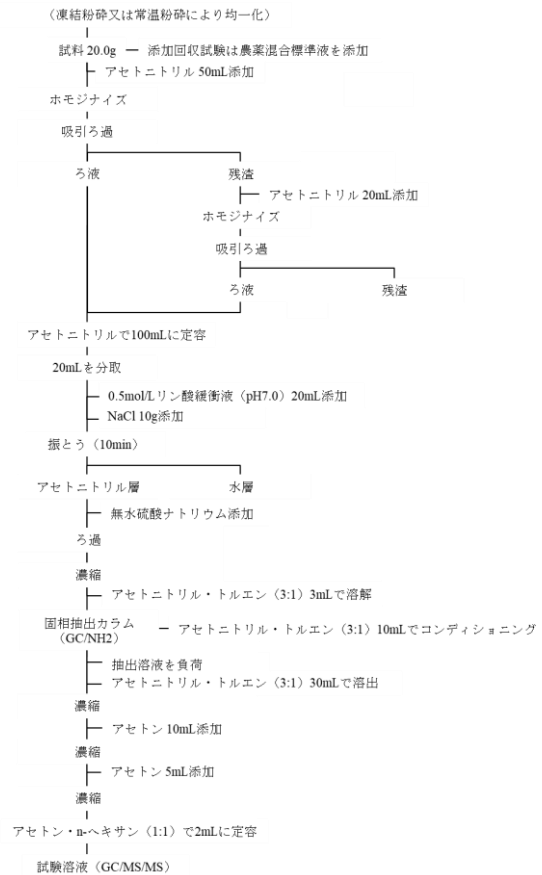 （凍結粉砕又は常温粉砕により均一化）
試料 20.0g ー 添加回収試験は農薬混合標準液を添加
アセトニトリル 50mL添加
ホモジナイズ
吸引ろ過
ろ液 残渣
アセトニトリル 20mL添加
ホモジナイズ
吸引ろ過
ろ液 残渣
アセトニトリルで100mLに定容
20mLを分取
0.5mol/Lリン酸緩衝液（pH7.0）20mL添加
NaCl 10g添加
振とう（10min）
アセトニトリル層 水層
無水硫酸ナトリウム添加
ろ過
濃縮
アセトニトリル・トルエン（3:1）3mLで溶解
固相抽出カラム
（GC/NH2） ー アセトニトリル・トルエン（3:1）10mLでコンディショニング
抽出溶液を負荷
アセトニトリル・トルエン（3:1）30mLで溶出
濃縮
アセトン 10mL添加
濃縮
アセトン 5mL添加
濃縮
アセトン・n-ヘキサン（1:1）で2mLに定容
試験溶液（GC/MS/MS）